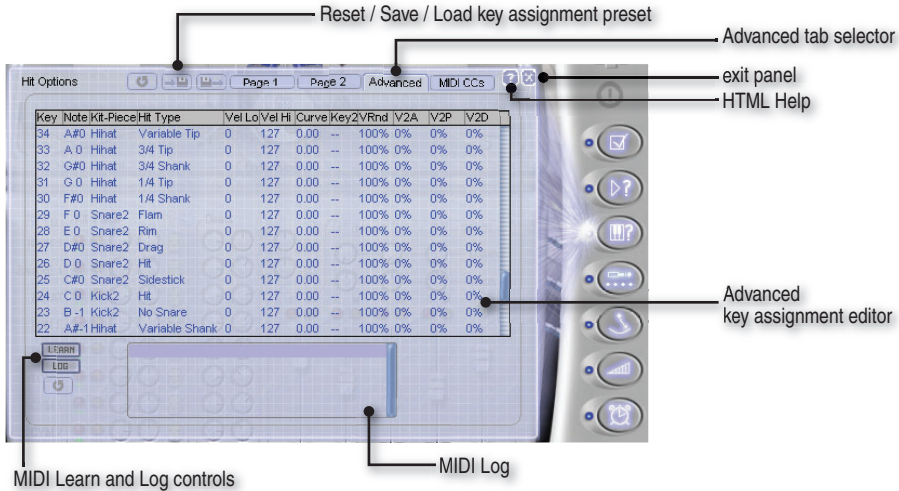 Reset / Save / Load key assignment preset
Advanced tab selector
exit panel
HTML Help
Hit Options Page 1 Page 2 Advanced MIDI CCs ?
Key Note Kit-Piece Hit Type Vel Lo Vel Hi Curve Key2 VRnd V2A V2P V2D
34 A#0 Hihat Variable Tip 0 127 0.00 -- 100% 0% 0% 0%
33 A 0 Hihat 3/4 Tip 0 127 0.00 -- 100% 0% 0% 0%
32 G#0 Hihat 3/4 Shank 0 127 0.00 -- 100% 0% 0% 0%
31 G 0 Hihat 1/4 Tip 0 127 0.00 -- 100% 0% 0% 0%
30 F#0 Hihat 1/4 Shank 0 127 0.00 -- 100% 0% 0% 0%
29 F 0 Snare2 Flam 0 127 0.00 -- 100% 0% 0% 0%
28 E 0 Snare2 Rim 0 127 0.00 -- 100% 0% 0% 0%
27 D#0 Snare2 Drag 0 127 0.00 -- 100% 0% 0% 0%
26 D 0 Snare2 Hit 0 127 0.00 -- 100% 0% 0% 0%
25 C#0 Snare2 Sidestick 0 127 0.00 -- 100% 0% 0% 0%
24 C 0 Kick2 Hit 0 127 0.00 -- 100% 0% 0% 0%
23 B -1 Kick2 No Snare 0 127 0.00 -- 100% 0% 0% 0%
22 A#-1 Hihat Variable Shank 0 127 0.00 -- 100% 0% 0% 0%
?
?
Advanced
key assignment editor
LEARN
LOG
MIDI Log
MIDI Learn and Log controls